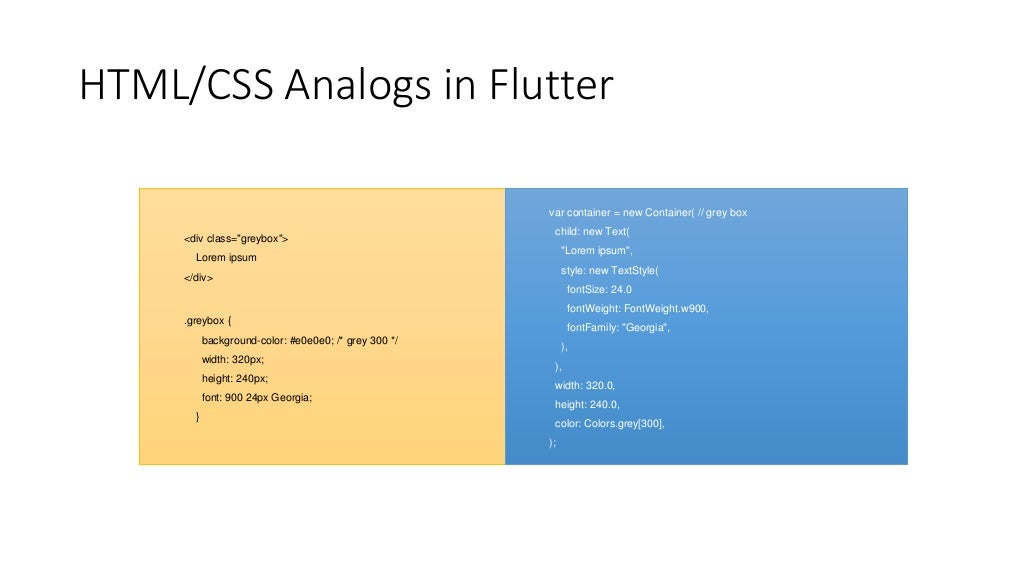 HTML/CSS Analogs in Flutter
<div class="greybox">
Lorem ipsum
</div>
.greybox {
background-color: #e0e0e0; /* grey 300 */
width: 320px;
height: 240px;
font: 900 24px Georgia;
}
var container = new Container( // grey box
child: new Text(
"Lorem ipsum",
style: new TextStyle(
fontSize: 24.0
fontWeight: FontWeight.w900,
fontFamily: "Georgia",
),
),
width: 320.0,
height: 240.0,
color: Colors.grey[300],
);